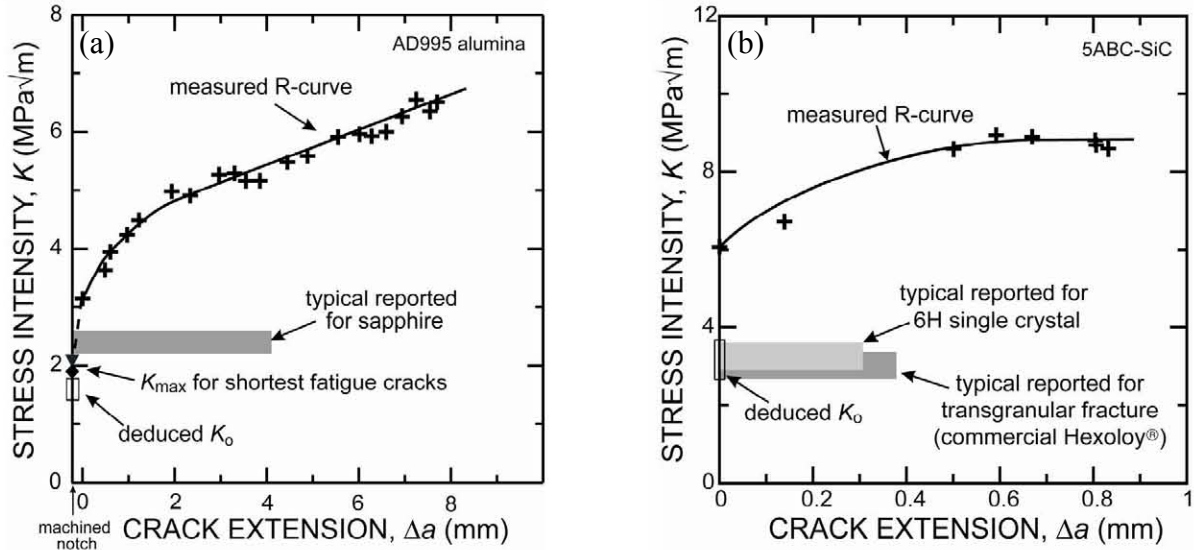 (a)
AD995 alumina
measured R-curve
typical reported
for sapphire
K_max for shortest fatigue cracks
deduced K_o
STRESS INTENSITY, K (MPa√m)
8
6
4
2
0
0 2 4 6 8
machined
notch
CRACK EXTENSION, Δa (mm)
(b)
5ABC-SiC
measured R-curve
typical reported for
6H single crystal
deduced K_o
typical reported for
transgranular fracture
(commercial Hexoloy®)
STRESS INTENSITY, K (MPa√m)
12
8
4
0
0 0.2 0.4 0.6 0.8 1
CRACK EXTENSION, Δa (mm)